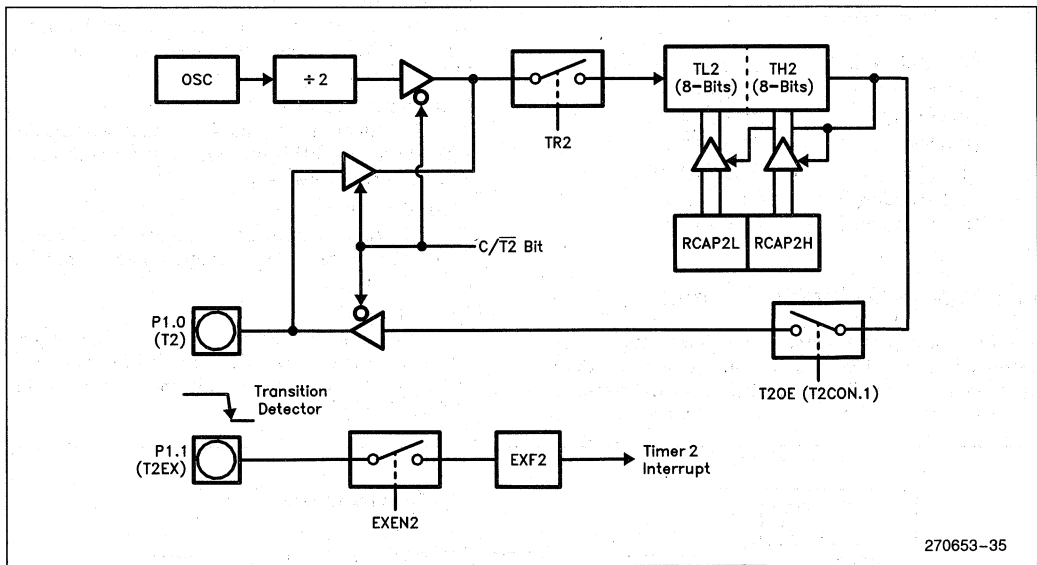 OSC
÷2
TR2
TL2
(8-Bits)
TH2
(8-Bits)
RCAP2L
RCAP2H
C/T2 Bit
P1.0
(T2)
T2OE (T2CON.1)
Transition
Detector
P1.1
(T2EX)
EXEN2
EXF2
Timer 2
Interrupt
270653-35